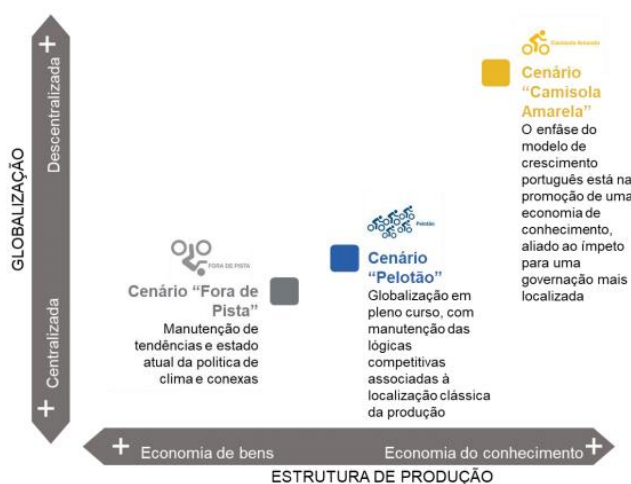 GLOBALIZAÇÃO
+
Descentralizada
Centralizada
+
Camisola Amarela
Cenário
“Camisola
Amarela”
O enfâse do
modelo de
crescimento
português está na
promoção de uma
economia de
conhecimento,
aliado ao ímpeto
para uma
governação mais
localizada
Pelotão
Cenário
“Pelotão”
Globalização em
pleno curso, com
manutenção das
lógicas
competitivas
associadas à
localização clássica
da produção
FORA DE PISTA
Cenário “Fora de
Pista”
Manutenção de
tendências e estado
atual da politica de
clima e conexas
+ Economia de bens
Economia do conhecimento +
ESTRUTURA DE PRODUÇÃO